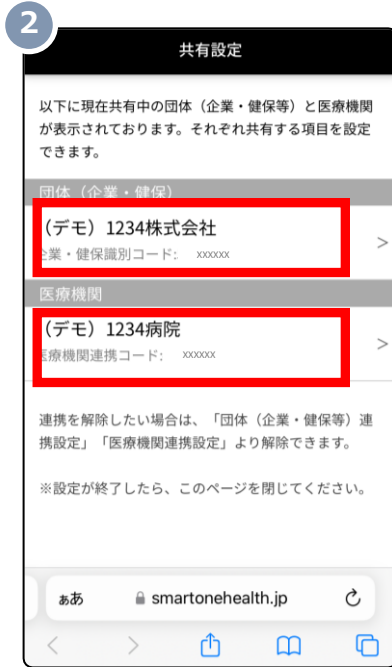 2
共有設定
以下に現在共有中の団体（企業・健保等）と医療機関
が表示されております。それぞれ共有する項目を設定
できます。
団体（企業・健保）
（デモ）1234株式会社
企業・健保識別コード: xxxxxx
医療機関
（デモ）1234病院
医療機関連携コード: xxxxxx
連携を解除したい場合は、「団体（企業・健保等）連
携設定」「医療機関連携設定」より解除できます。
※設定が終了したら、このページを閉じてください。
ぁあ smartonehealth.jp